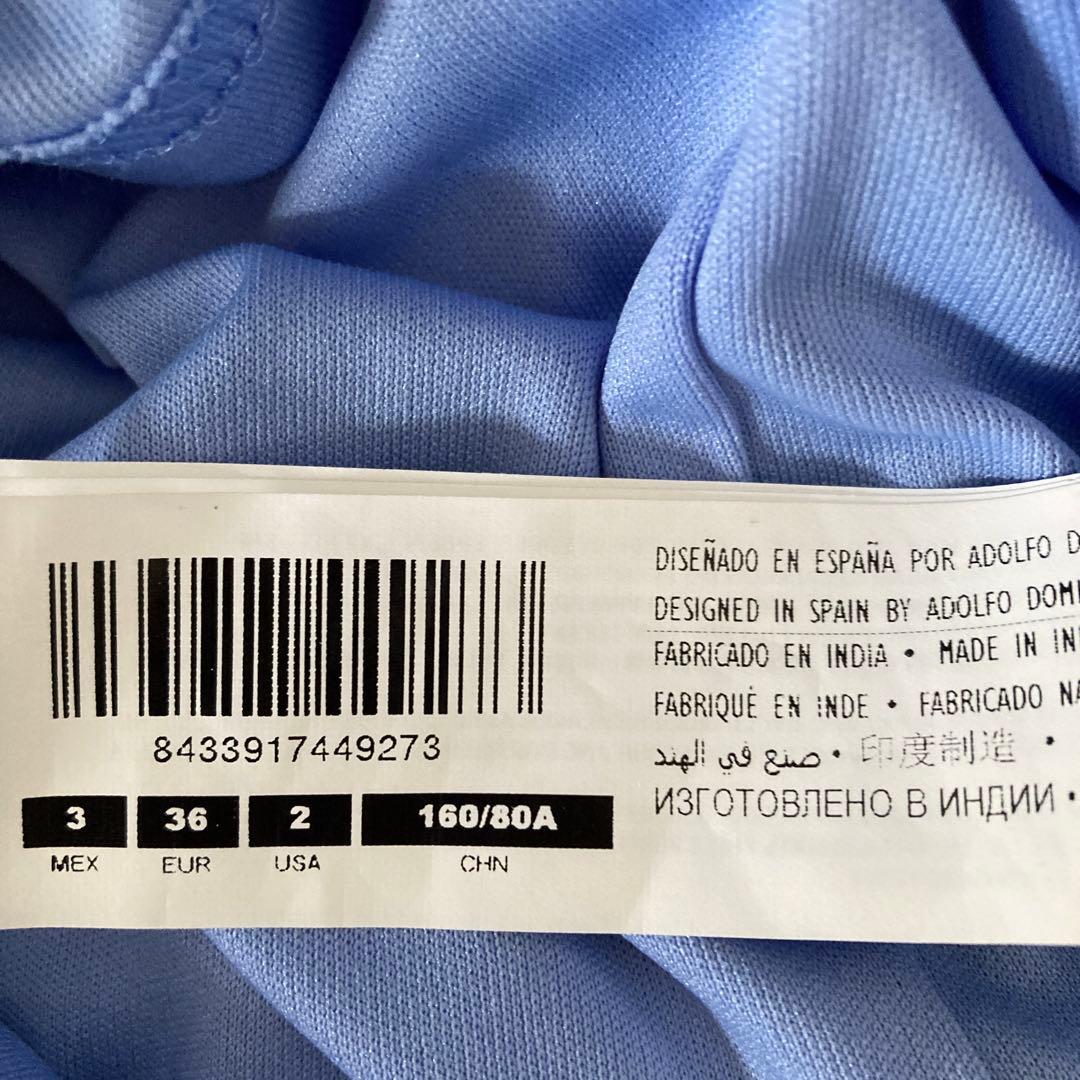 8433917449273
3 36 2 160/80A
MEX EUR USA CHN
DISEÑADO EN ESPAÑA POR ADOLFO
DESIGNED IN SPAIN BY ADOLFO
FABRICADO EN INDIA • MADE IN
FABRIQUÉ EN INDE • FABRICADO
صنع في الهند • 印度制造 •
ИЗГОТОВЛЕНО В ИНДИИ •